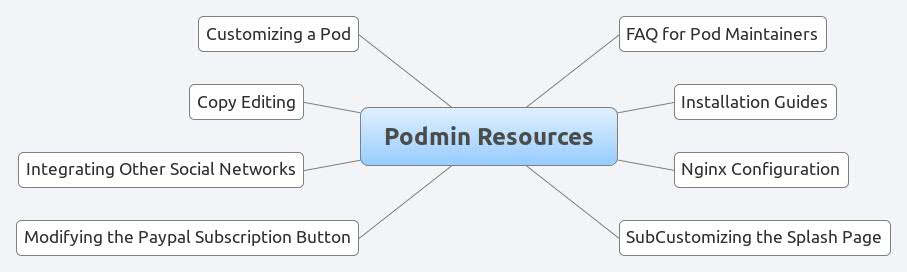 Customizing a Pod
FAQ for Pod Maintainers
Copy Editing
Installation Guides
Podmin Resources
Integrating Other Social Networks
Nginx Configuration
Modifying the Paypal Subscription Button
SubCustomizing the Splash Page